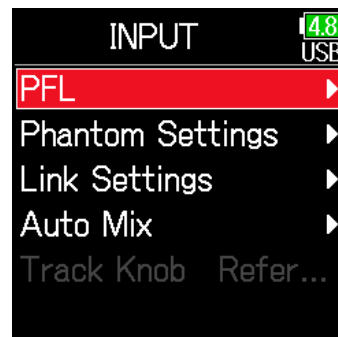 INPUT
4.8
USB
PFL
Phantom Settings
Link Settings
Auto Mix
Track Knob Refer...